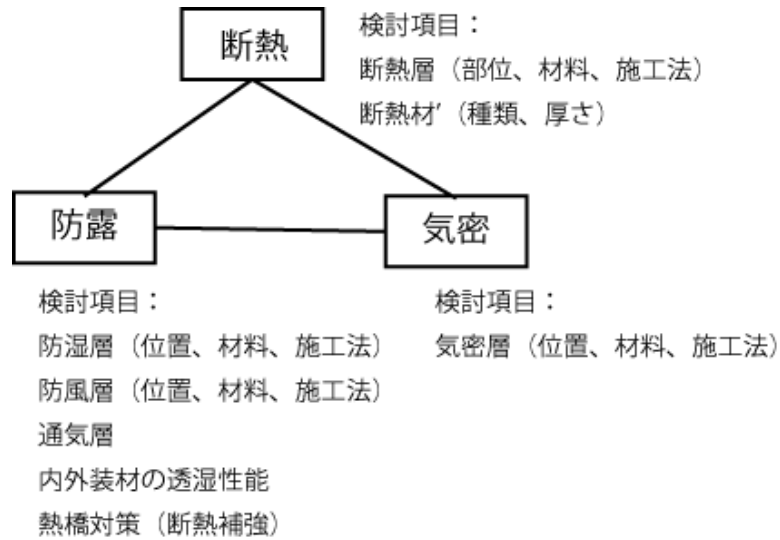 断熱
検討項目：
断熱層（部位、材料、施工法）
断熱材′（種類、厚さ）
防露
気密
検討項目：
防湿層（位置、材料、施工法）
防風層（位置、材料、施工法）
通気層
内外装材の透湿性能
熱橋対策（断熱補強）
検討項目：
気密層（位置、材料、施工法）